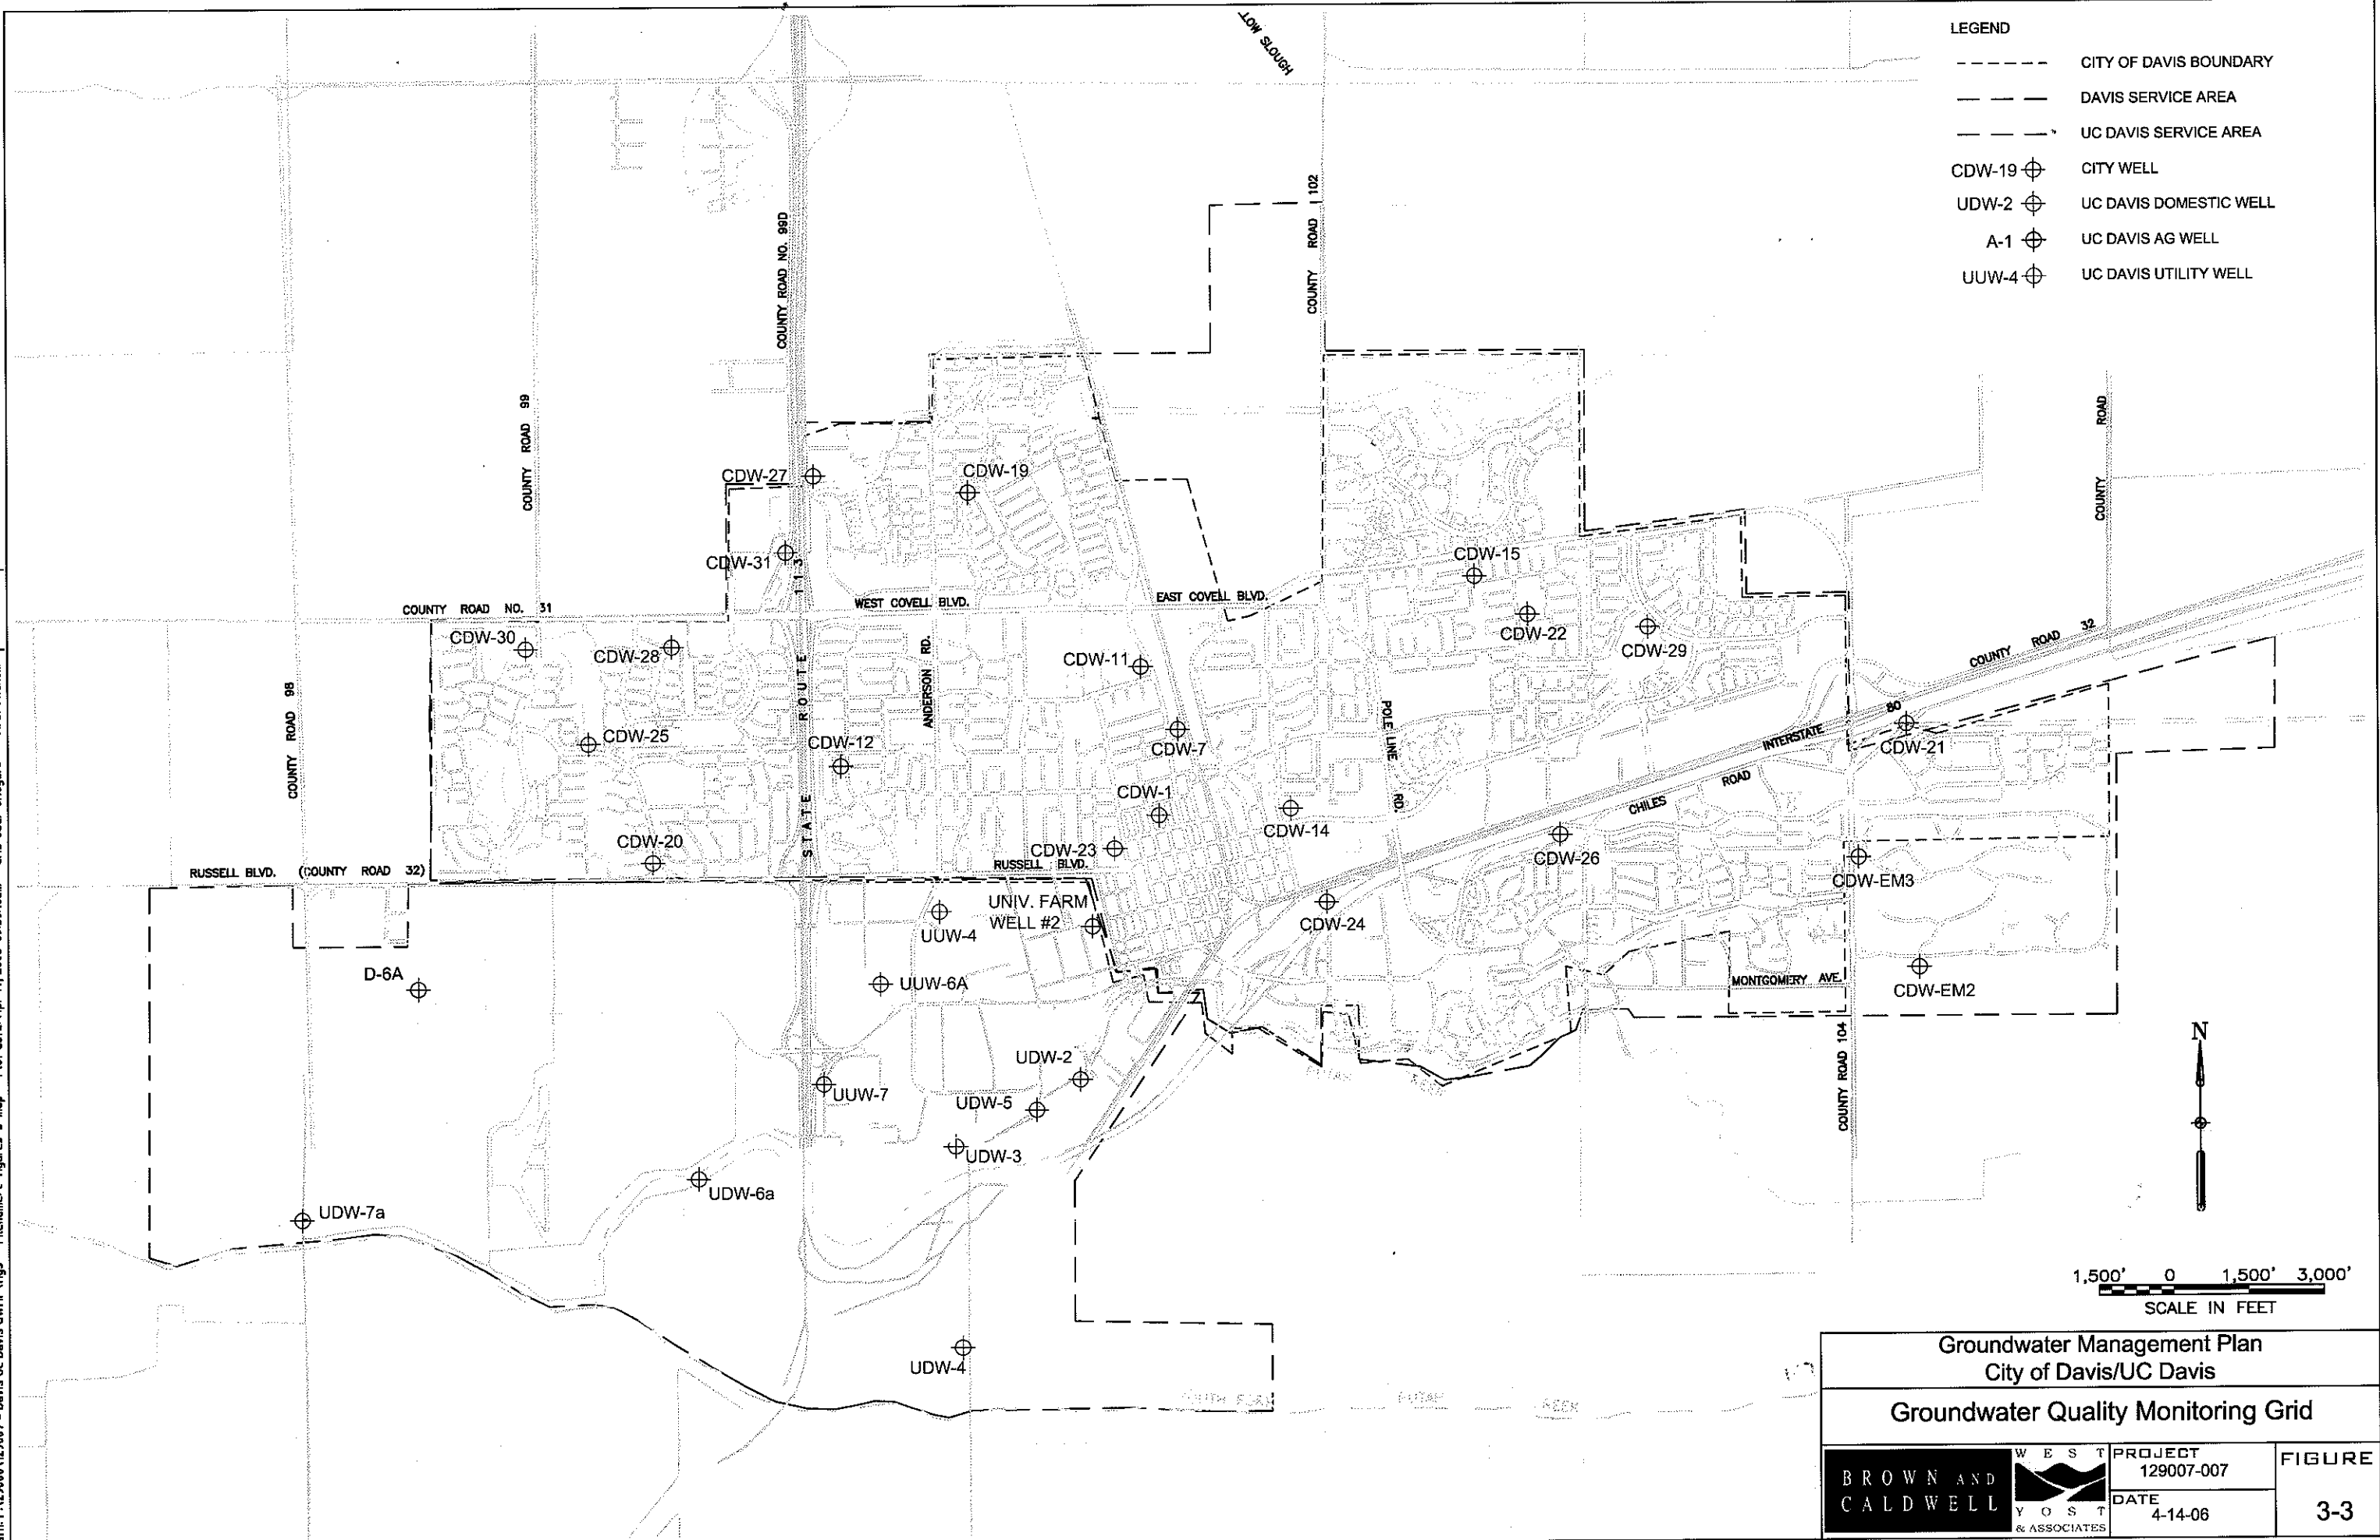 LOW SLOUGH
LEGEND
CITY OF DAVIS BOUNDARY
DAVIS SERVICE AREA
UC DAVIS SERVICE AREA
CDW-19 CITY WELL
UDW-2 UC DAVIS DOMESTIC WELL
A-1 UC DAVIS AG WELL
UUW-4 UC DAVIS UTILITY WELL
COUNTY ROAD NO. 99D
COUNTY ROAD 102
COUNTY ROAD 99
COUNTY ROAD
CDW-27
CDW-19
CDW-31
CDW-15
COUNTY ROAD NO. 31
WEST COVELL BLVD.
EAST COVELL BLVD.
CDW-30
CDW-28
CDW-11
CDW-22
CDW-29
COUNTY ROAD 32
COUNTY ROAD 98
STATE ROUTE 113
ANDERSON RD.
POLE LINE RD.
CDW-25
CDW-12
CDW-7
INTERSTATE 80
CDW-21
CHILES ROAD
CDW-1
CDW-14
CDW-20
CDW-23
RUSSELL BLVD.
CDW-26
CDW-EM3
RUSSELL BLVD. (COUNTY ROAD 32)
UUW-4
UNIV. FARM
WELL #2
CDW-24
D-6A
UUW-6A
MONTGOMERY AVE.
CDW-EM2
UDW-2
UUW-7
UDW-5
COUNTY ROAD 104
N
UDW-3
UDW-6a
UDW-7a
UDW-4
SOUTH FORK
1,500' 0 1,500' 3,000'
SCALE IN FEET
Groundwater Management Plan
City of Davis/UC Davis
Groundwater Quality Monitoring Grid
BROWN AND
CALDWELL
WEST
YOST
& ASSOCIATES
PROJECT
129007-007
DATE
4-14-06
FIGURE
3-3